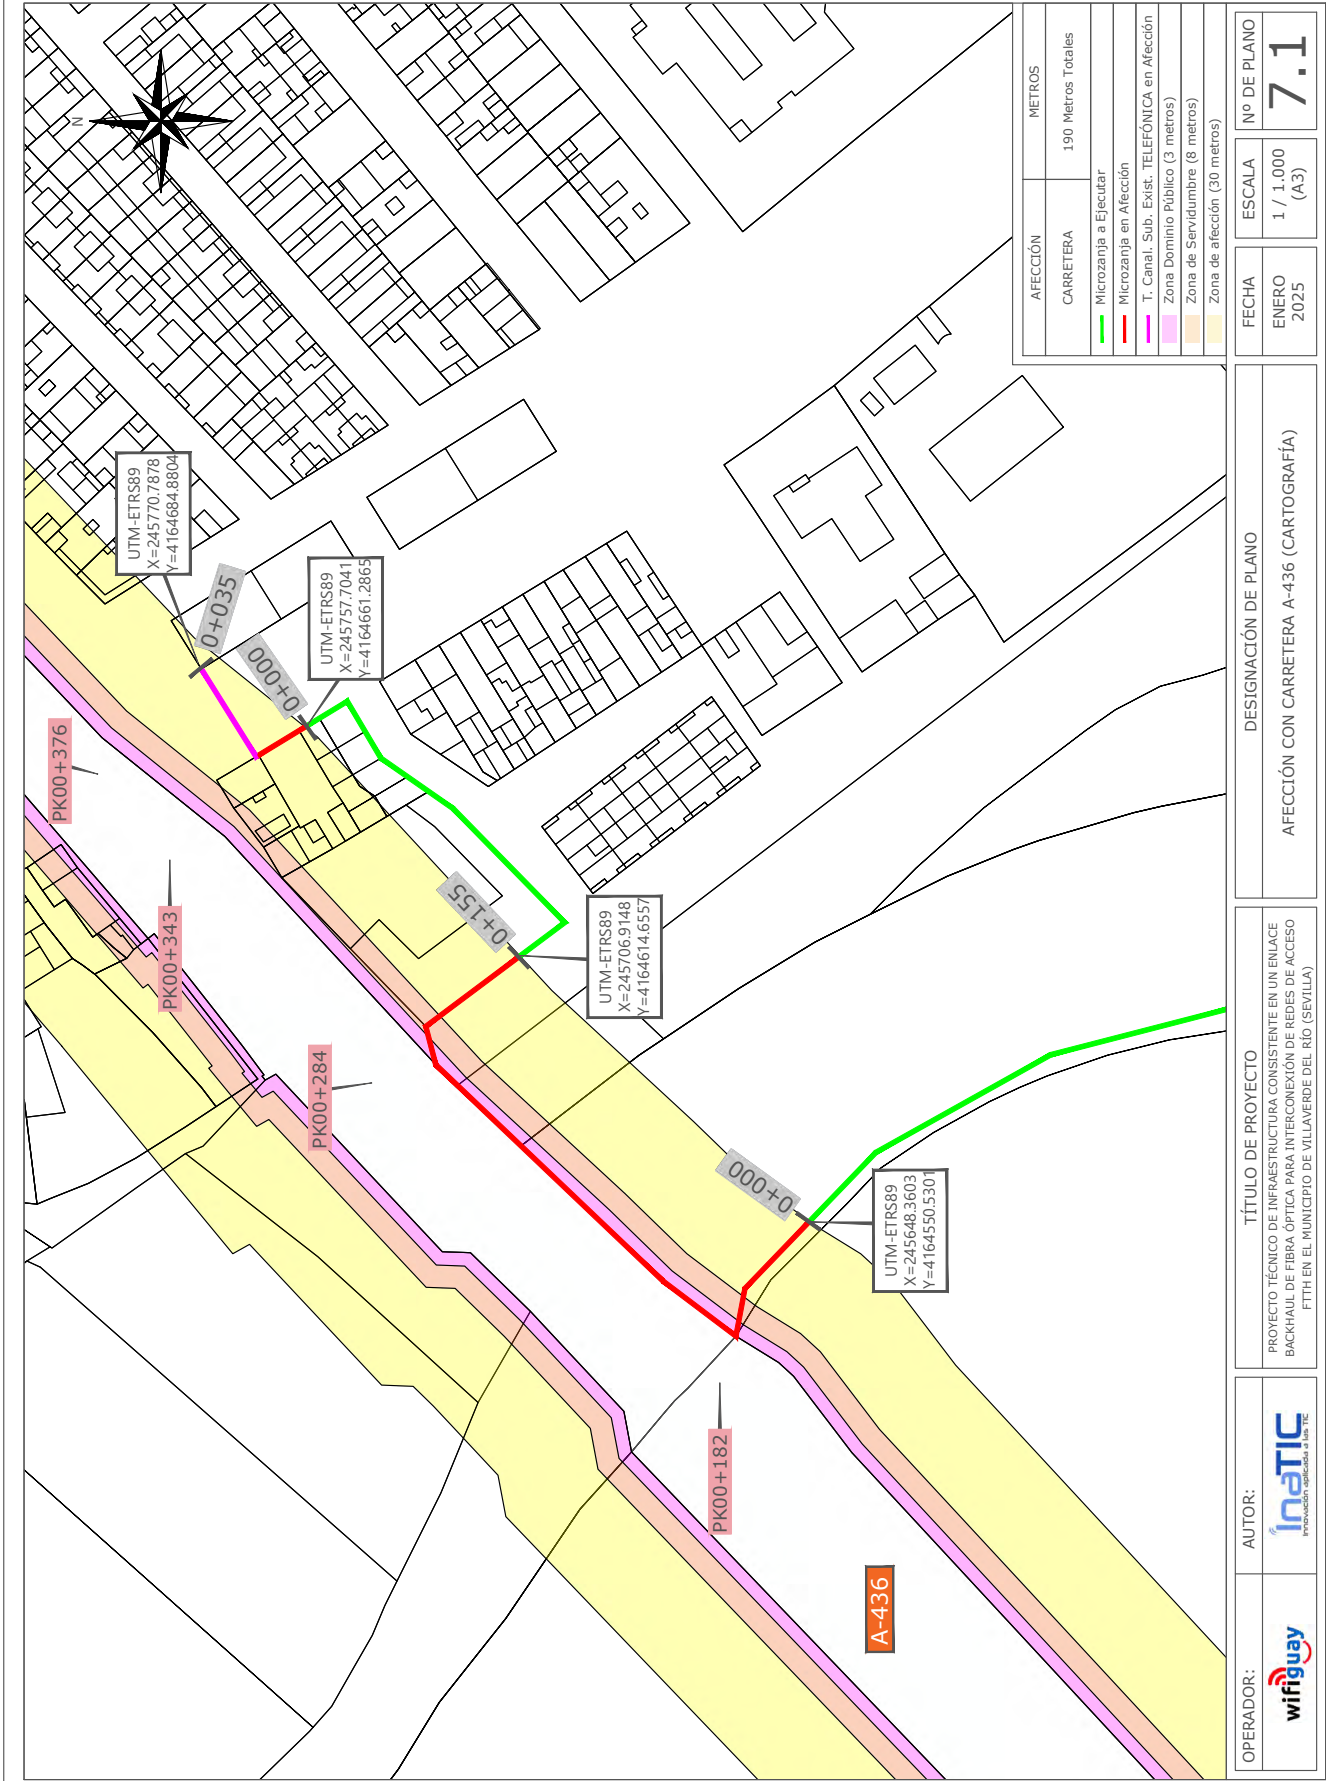 N
UTM-ETRS89
X=245770.7878
Y=4164684.8804
0+035
0+000
UTM-ETRS89
X=245757.7041
Y=4164661.2865
PK00+376
PK00+343
PK00+284
0+155
UTM-ETRS89
X=245706.9148
Y=4164614.6557
0+000
UTM-ETRS89
X=245648.3603
Y=4164550.5301
PK00+182
A-436
AFECCIÓN
METROS
CARRETERA
190 Metros Totales
Microzanja a Ejecutar
Microzanja en Afección
T. Canal. Sub. Exist. TELEFÓNICA en Afección
Zona Dominio Público (3 metros)
Zona de Servidumbre (8 metros)
Zona de afección (30 metros)
OPERADOR:
wifiguay
AUTOR:
InaTIC
Innovación aplicada a las TIC
TÍTULO DE PROYECTO
PROYECTO TÉCNICO DE INFRAESTRUCTURA CONSISTENTE EN UN ENLACE
BACKHAUL DE FIBRA ÓPTICA PARA INTERCONEXIÓN DE REDES DE ACCESO
FTTH EN EL MUNICIPIO DE VILLAVERDE DEL RÍO (SEVILLA)
DESIGNACIÓN DE PLANO
AFECCIÓN CON CARRETERA A-436 (CARTOGRAFÍA)
FECHA
ENERO
2025
ESCALA
1 / 1.000
(A3)
Nº DE PLANO
7.1